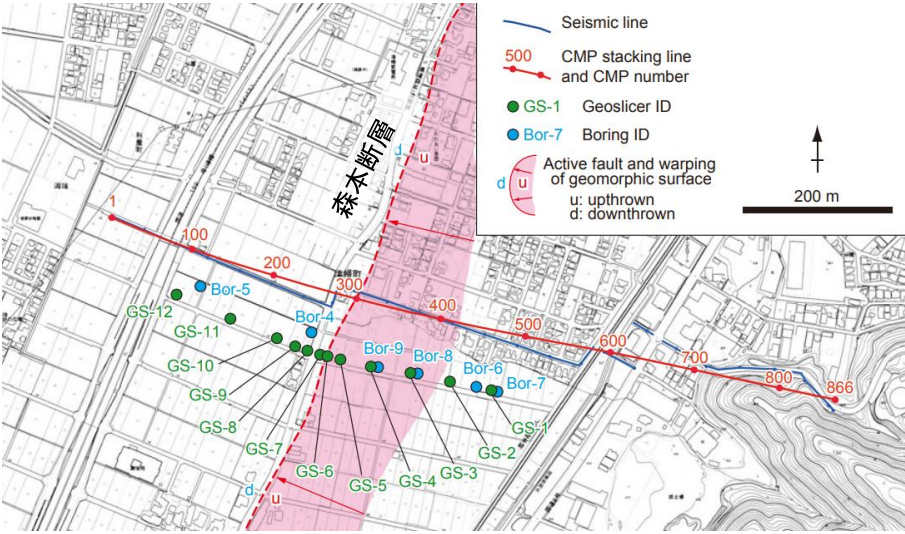 Seismic line
500
CMP stacking line
and CMP number
GS-1 Geoslicer ID
Bor-7 Boring ID
d
u
Active fault and warping
of geomorphic surface
u: upthrown
d: downthrown
200 m
森本断層
d
u
1
100
200
300
400
500
600
700
800
866
Bor-5
Bor-4
Bor-9
Bor-8
Bor-6
Bor-7
GS-12
GS-11
GS-10
GS-9
GS-8
GS-7
GS-6
GS-5
GS-4
GS-3
GS-2
GS-1
d
u